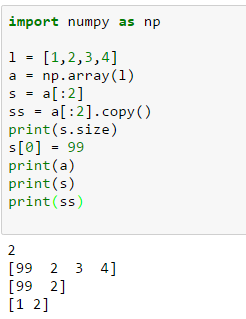 import numpy as np
l = [1,2,3,4]
a = np.array(l)
s = a[:2]
ss = a[:2].copy()
print(s.size)
s[0] = 99
print(a)
print(s)
print(ss)
2
[99  2  3  4]
[99  2]
[1 2]